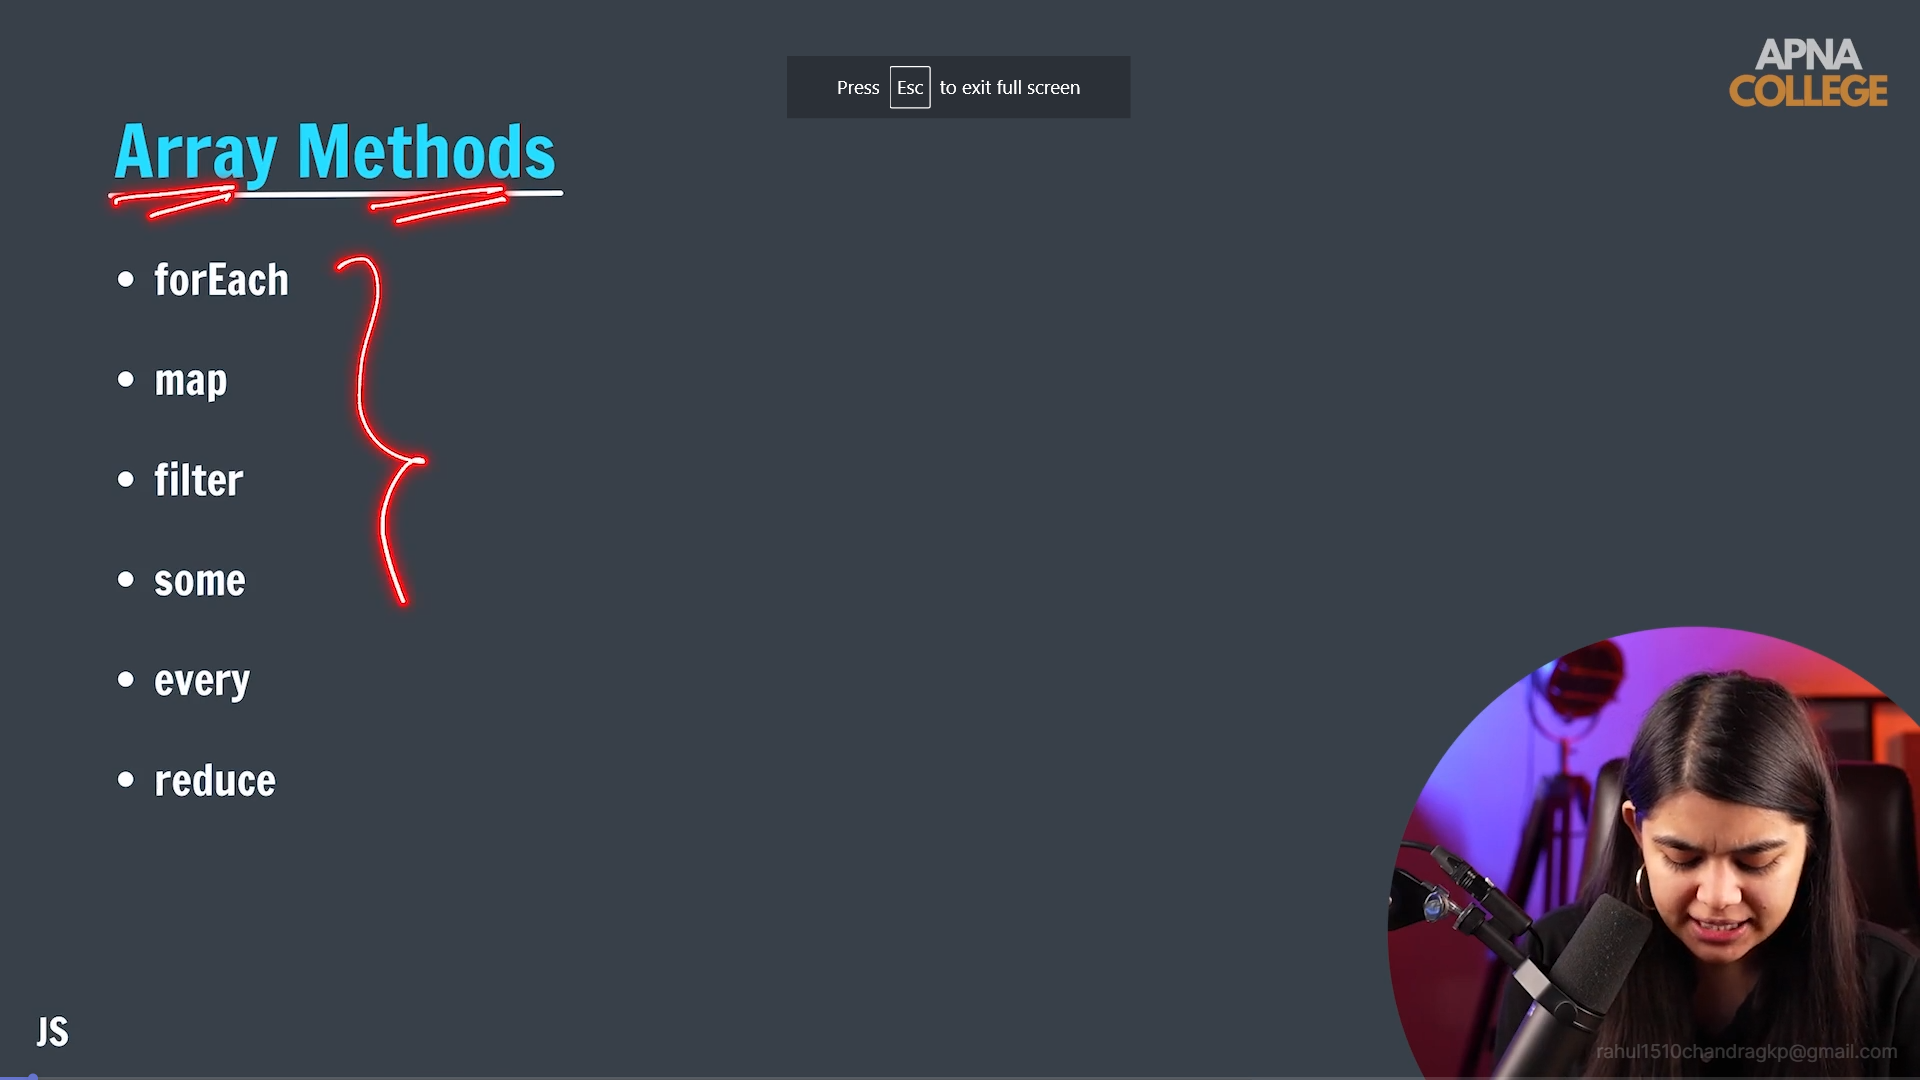 APNA
COLLEGE
Press Esc to exit full screen
Array Methods
• forEach
• map
• filter
• some
• every
• reduce
JS
rahul1510chandragkp@gmail.com